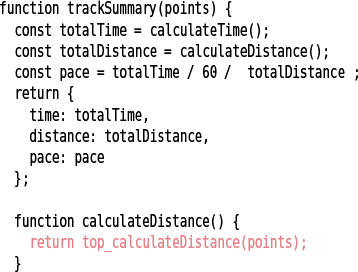 function trackSummary(points) {
  const totalTime = calculateTime();
  const totalDistance = calculateDistance();
  const pace = totalTime / 60 /  totalDistance ;
  return {
    time: totalTime,
    distance: totalDistance,
    pace: pace
  };

  function calculateDistance() {
    return top_calculateDistance(points);
  }